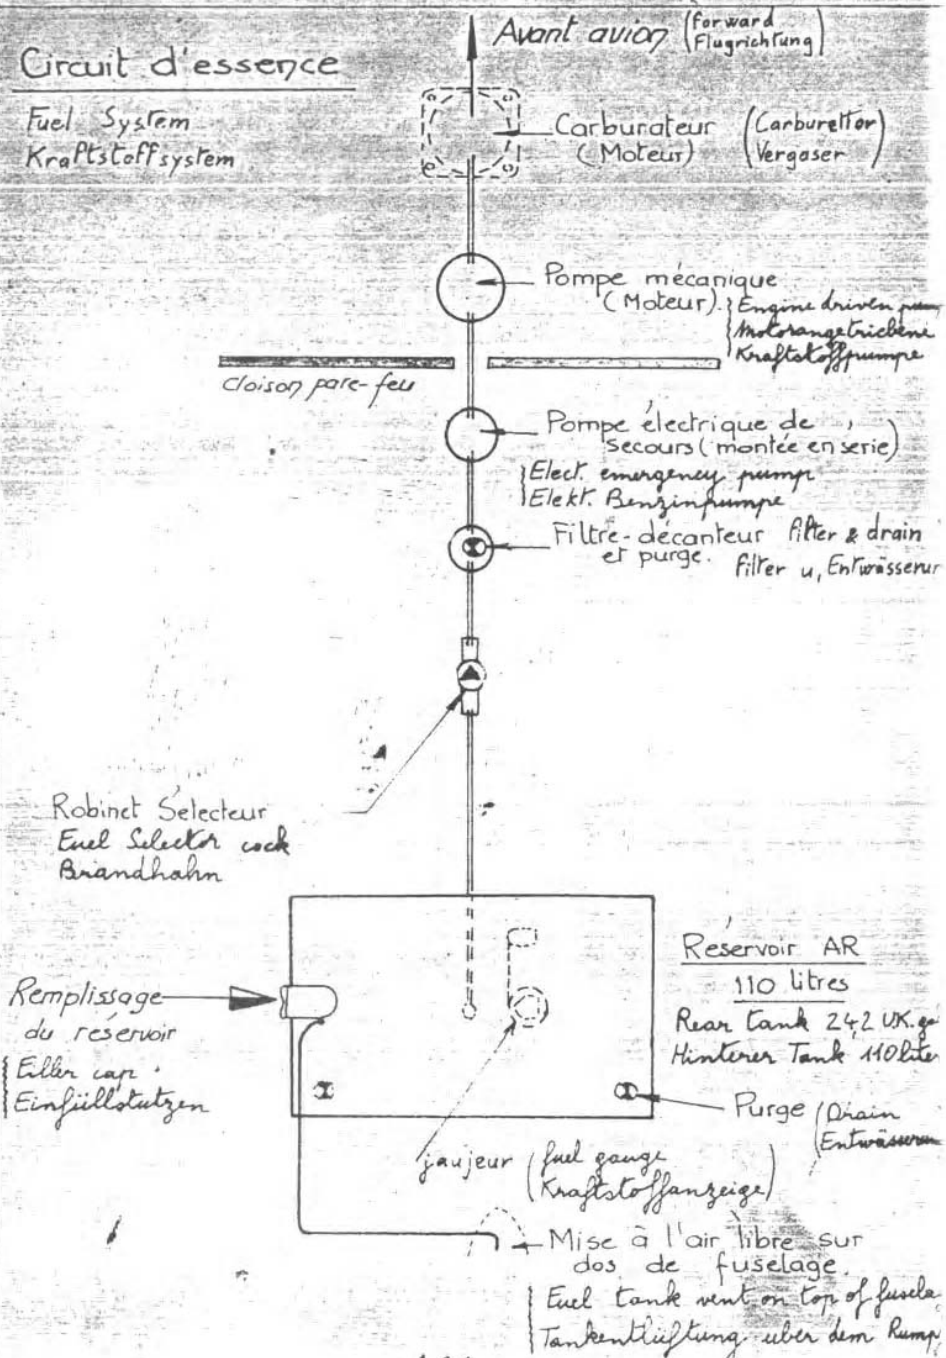 Avant avion (forward
Flugrichtung)
Circuit d'essence
Fuel System
Kraftstoffsystem
Carburateur (Carburettor)
(Moteur) Vergaser
Pompe mécanique
(Moteur). Engine driven
Motorangetriebene
Kraftstoffpumpe
cloison pare-feu
Pompe électrique de
secours (montée en serie)
Elect. emergency pump
Elekt. Benzinpumpe
Filtre-décanteur filter & drain
et purge. filter u,
Robinet Sélecteur
Fuel Selector cock
Brandhahn
Réservoir AR
110 litres
Rear tank 24,2 U.K.
Hinterer Tank 110 liter
Remplissage
du réservoir
Filler cap
Einfüllstutzen
Purge (Drain
jaujeur (fuel gauge
Kraftstoffanzeige)
Mise à l'air libre sur
dos de fuselage.
Fuel tank vent on top of
Tankentlüftung uber dem